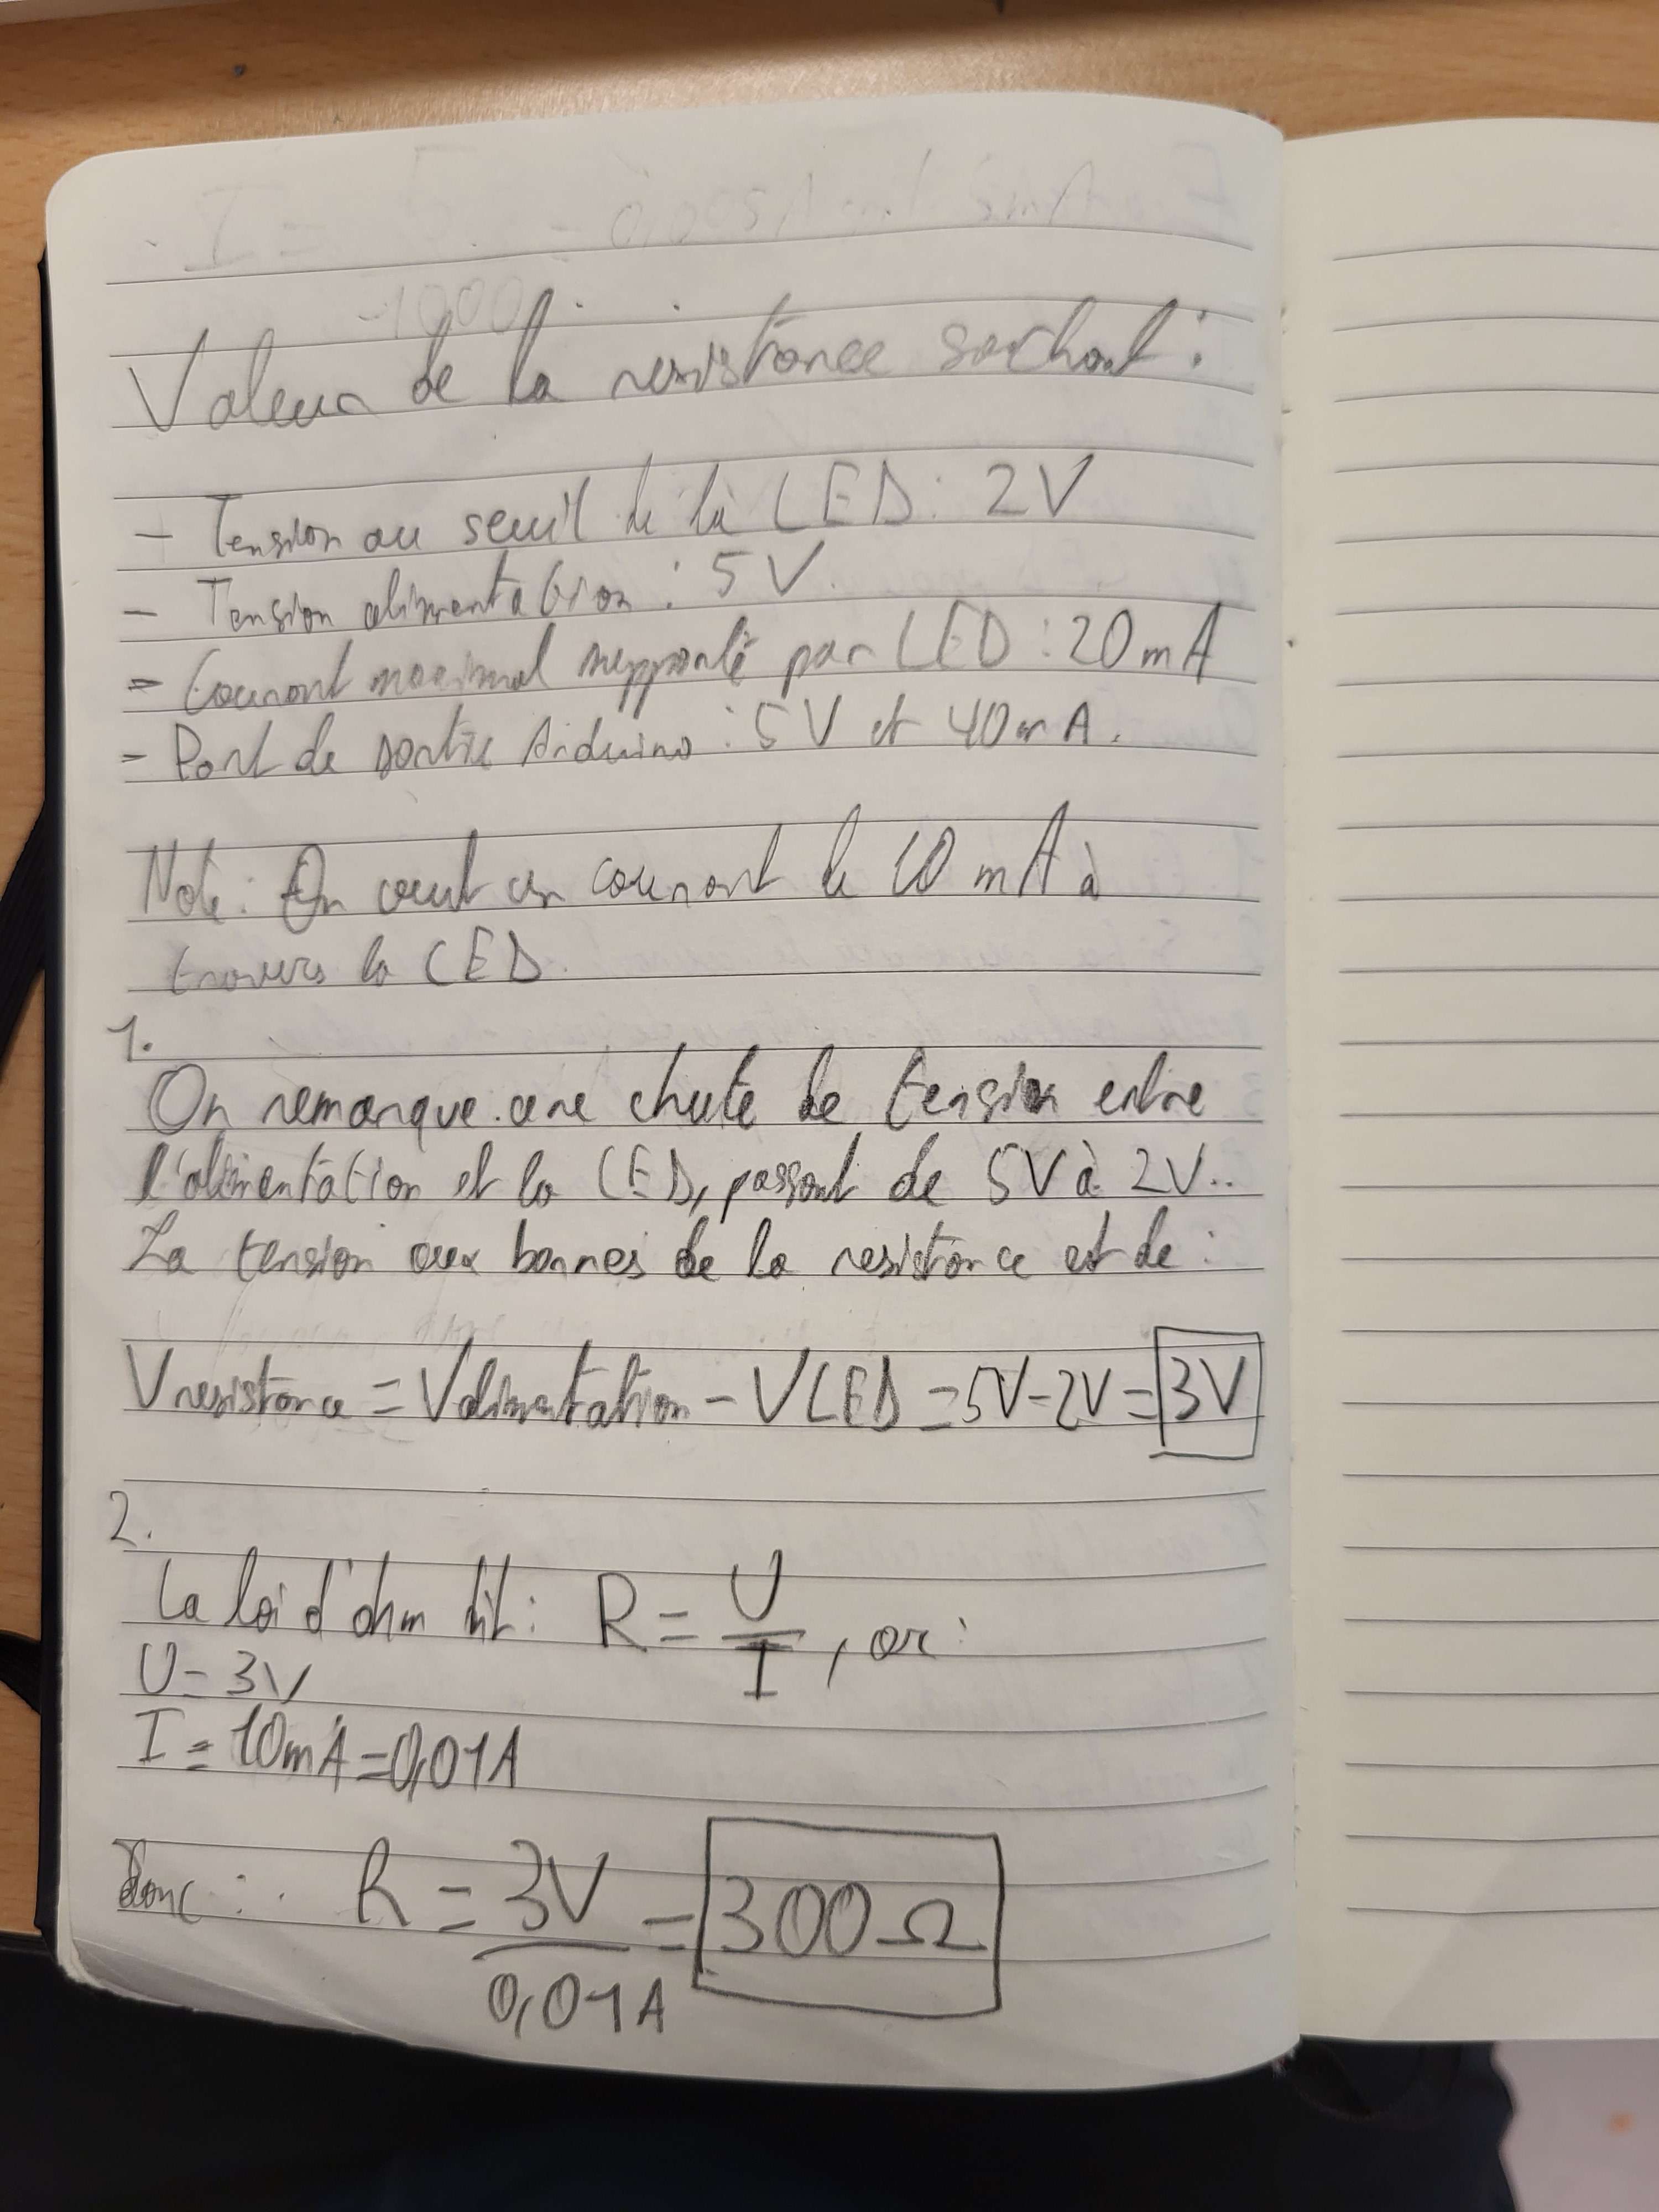 Valeur de la resistance sachant :
- Tension au seuil de la LED : 2V
- Tension alimentation : 5V
- Courant maximal supporté par LED : 20mA
- Port de sortie Arduino : 5V et 40mA.
Note : On veut un courant de 10 mA à
travers la LED.
1.
On remarque une chute de tension entre
l'alimentation et la LED, passant de 5V à 2V..
La tension aux bornes de la resistance est de :
Vresistance = Valimentation - VLED = 5V-2V = 3V
2.
La loi d'ohm dit : R = U/I, or :
U = 3V
I = 10mA = 0,01A
donc : R = 3V/0,01A = 300Ω